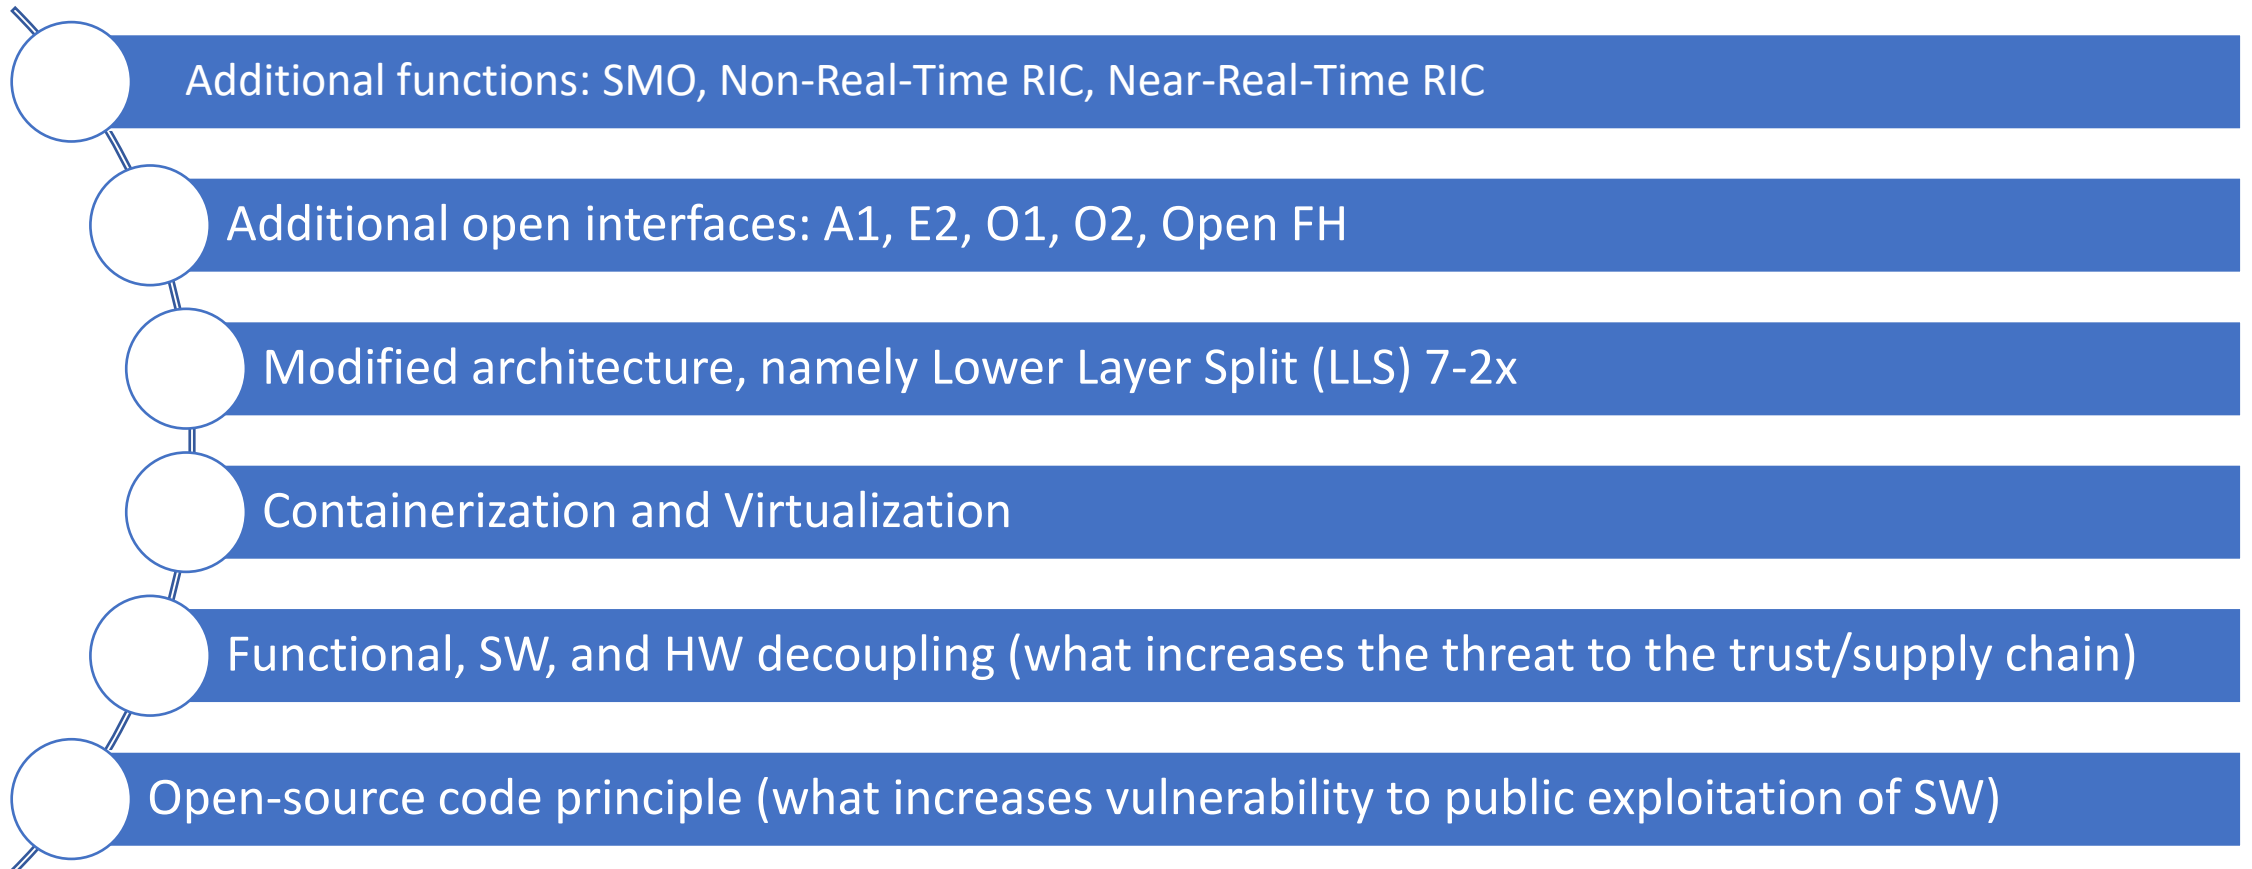 Additional functions: SMO, Non-Real-Time RIC, Near-Real-Time RIC
Additional open interfaces: A1, E2, O1, O2, Open FH
Modified architecture, namely Lower Layer Split (LLS) 7-2x
Containerization and Virtualization
Functional, SW, and HW decoupling (what increases the threat to the trust/supply chain)
Open-source code principle (what increases vulnerability to public exploitation of SW)